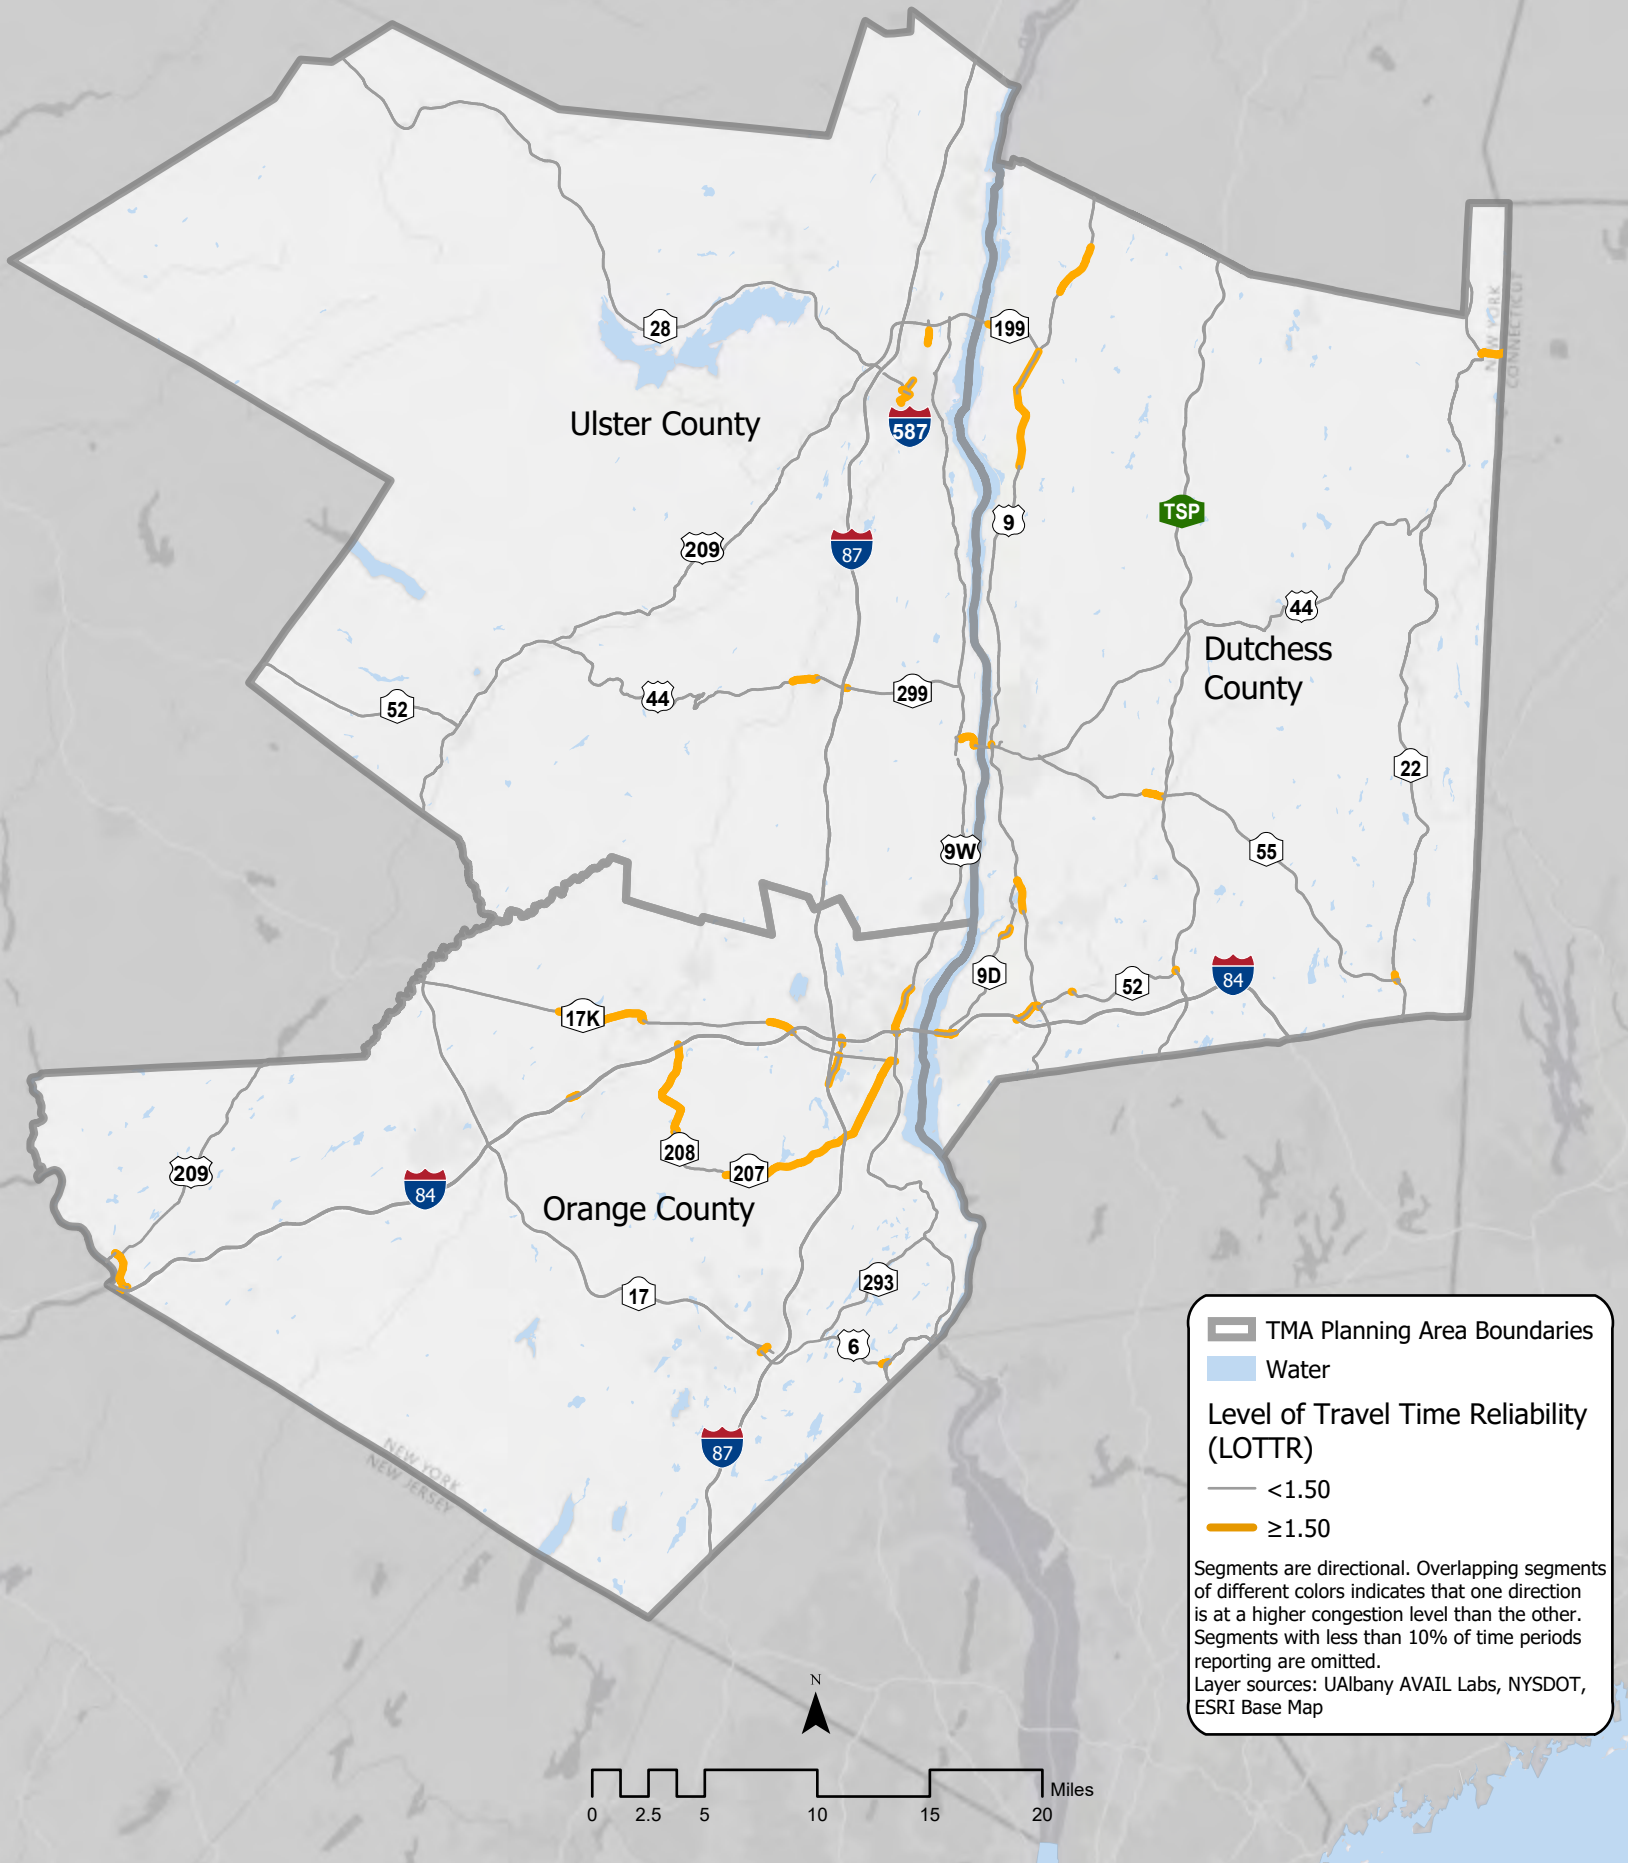 199
28
NEW YORK
CONNECTICUT
Ulster County
587
TSP
9
209
87
44
Dutchess
County
44
299
52
22
9W
55
9D
52
84
17K
208
207
209
84
Orange County
293
17
6
87
NEW YORK
NEW JERSEY
TMA Planning Area Boundaries
Water
Level of Travel Time Reliability
(LOTTR)
<1.50
≥1.50
Segments are directional. Overlapping segments
of different colors indicates that one direction
is at a higher congestion level than the other.
Segments with less than 10% of time periods
reporting are omitted.
Layer sources: UAlbany AVAIL Labs, NYSDOT,
ESRI Base Map
N
Miles
0 2.5 5 10 15 20